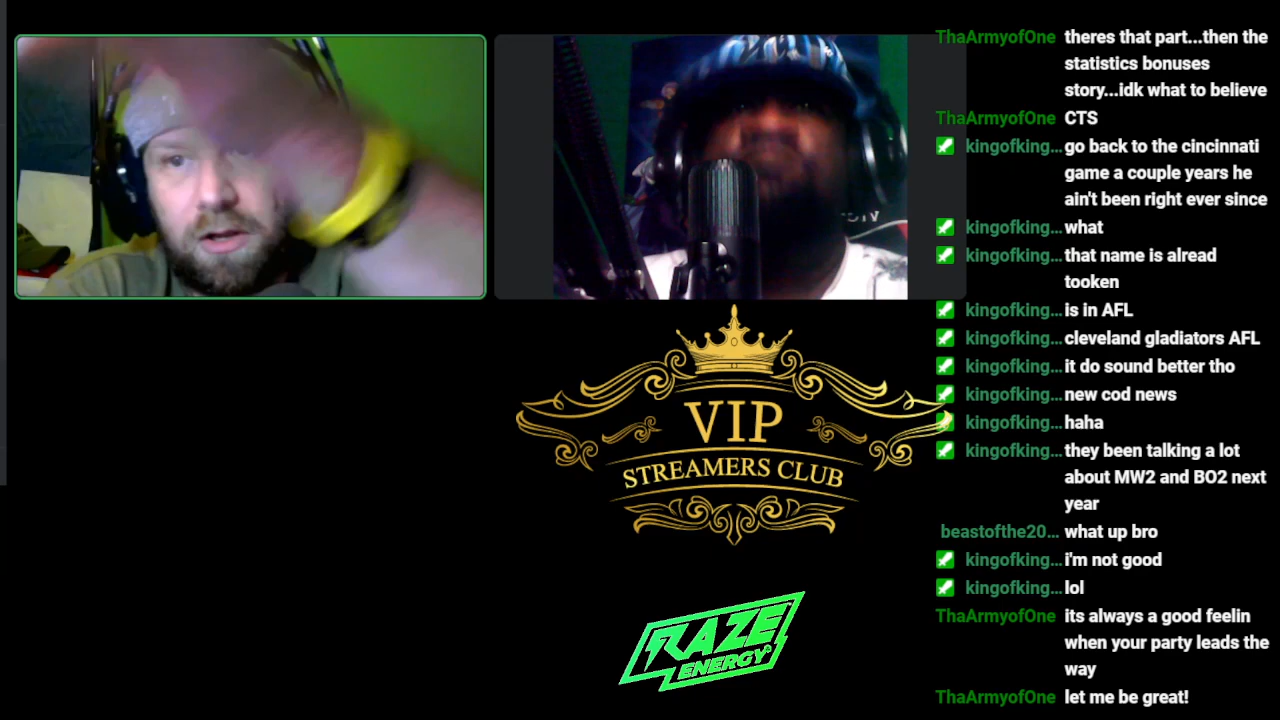 ThaArmyofOne theres that part...then the
statistics bonuses
story...idk what to believe
ThaArmyofOne CTS
kingofking... go back to the cincinnati
game a couple years he
ain't been right ever since
kingofking... what
kingofking... that name is alread
tooken
kingofking... is in AFL
kingofking... cleveland gladiators AFL
kingofking... it do sound better tho
kingofking... new cod news
kingofking... haha
kingofking... they been talking a lot
about MW2 and BO2 next
year
beastofthe20... what up bro
kingofking... i'm not good
kingofking... lol
ThaArmyofOne its always a good feelin
when your party leads the
way
ThaArmyofOne let me be great!
VIP
STREAMERS CLUB
RAZE
ENERGY